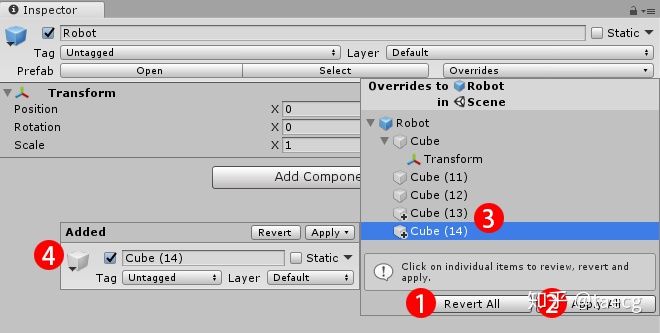 Inspector
Robot
Static
Tag Untagged Layer Default
Prefab Open Select Overrides
Overrides to Robot
in Scene
Transform
Position X 0
Rotation X 0
Scale X 1
Add Compone
Robot
Cube
Transform
Cube (11)
Cube (12)
Cube (13)
3
Cube (14)
Added Revert Apply
4
Cube (14) Static
Tag Untagged Layer Default
Click on individual items to review, revert and
apply.
1 Revert All
2 Apply All